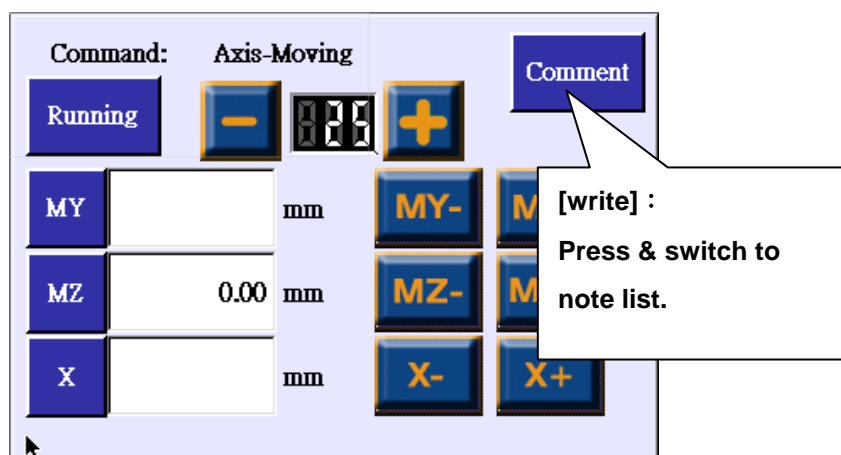 Command: Axis-Moving
Comment
Running
25
MY mm MY- M
[write]：
Press & switch to
note list.
MZ 0.00 mm MZ- M
X mm X- X+